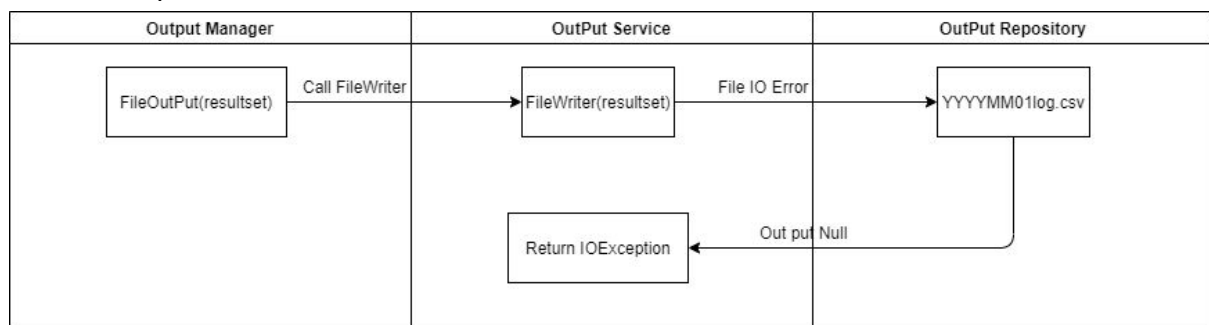 Output Manager
OutPut Service
OutPut Repository
FileOutPut(resultset)
Call FileWriter
FileWriter(resultset)
File IO Error
YYYYMM01log.csv
Return IOException
Out put Null